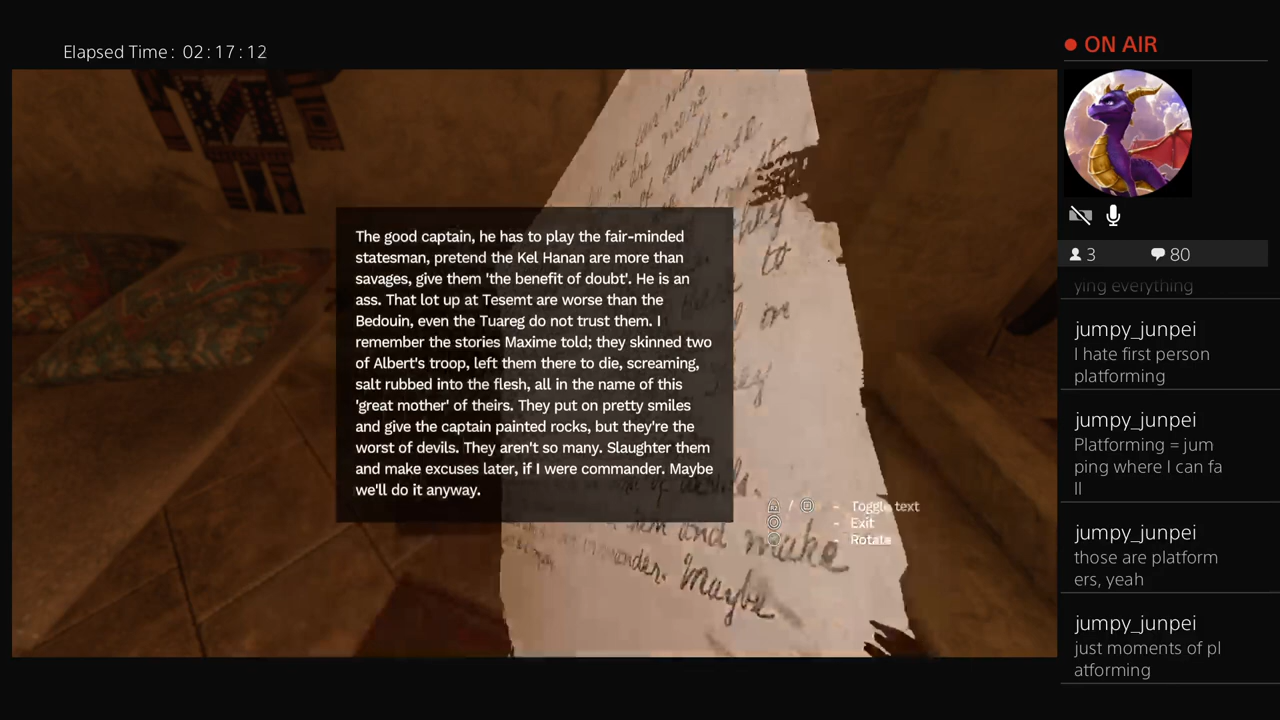 Elapsed Time: 02:17:12
ON AIR
3
80
ying everything
jumpy_junpei
I hate first person
platforming
jumpy_junpei
Platforming = jum
ping where I can fa
ll
jumpy_junpei
those are platform
ers, yeah
jumpy_junpei
just moments of pl
atforming
The good captain, he has to play the fair-minded
statesman, pretend the Kel Hanan are more than
savages, give them 'the benefit of doubt'. He is an
ass. That lot up at Tesemt are worse than the
Bedouin, even the Tuareg do not trust them. I
remember the stories Maxime told; they skinned two
of Albert's troop, left them there to die, screaming,
salt rubbed into the flesh, all in the name of this
'great mother' of theirs. They put on pretty smiles
and give the captain painted rocks, but they're the
worst of devils. They aren't so many. Slaughter them
and make excuses later, if I were commander. Maybe
we'll do it anyway.
/ - Toggle text
- Exit
- Rotate
to
in
and make
Maybe